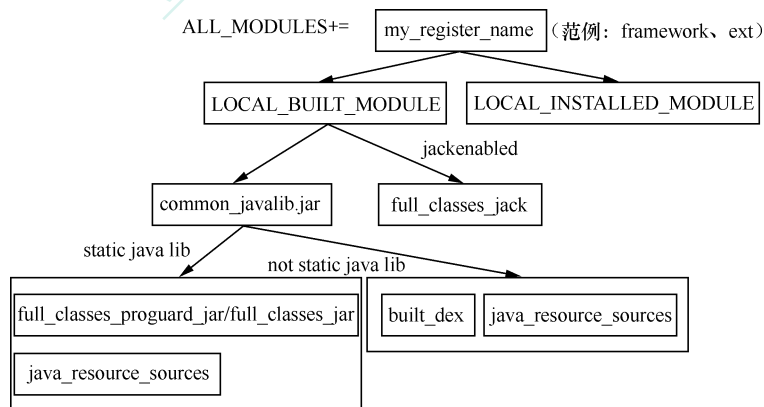 ALL_MODULES+= my_register_name （范例：framework、ext）
LOCAL_BUILT_MODULE LOCAL_INSTALLED_MODULE
jackenabled
common_javalib.jar full_classes_jack
static java lib not static java lib
full_classes_proguard_jar/full_classes_jar built_dex java_resource_sources
java_resource_sources